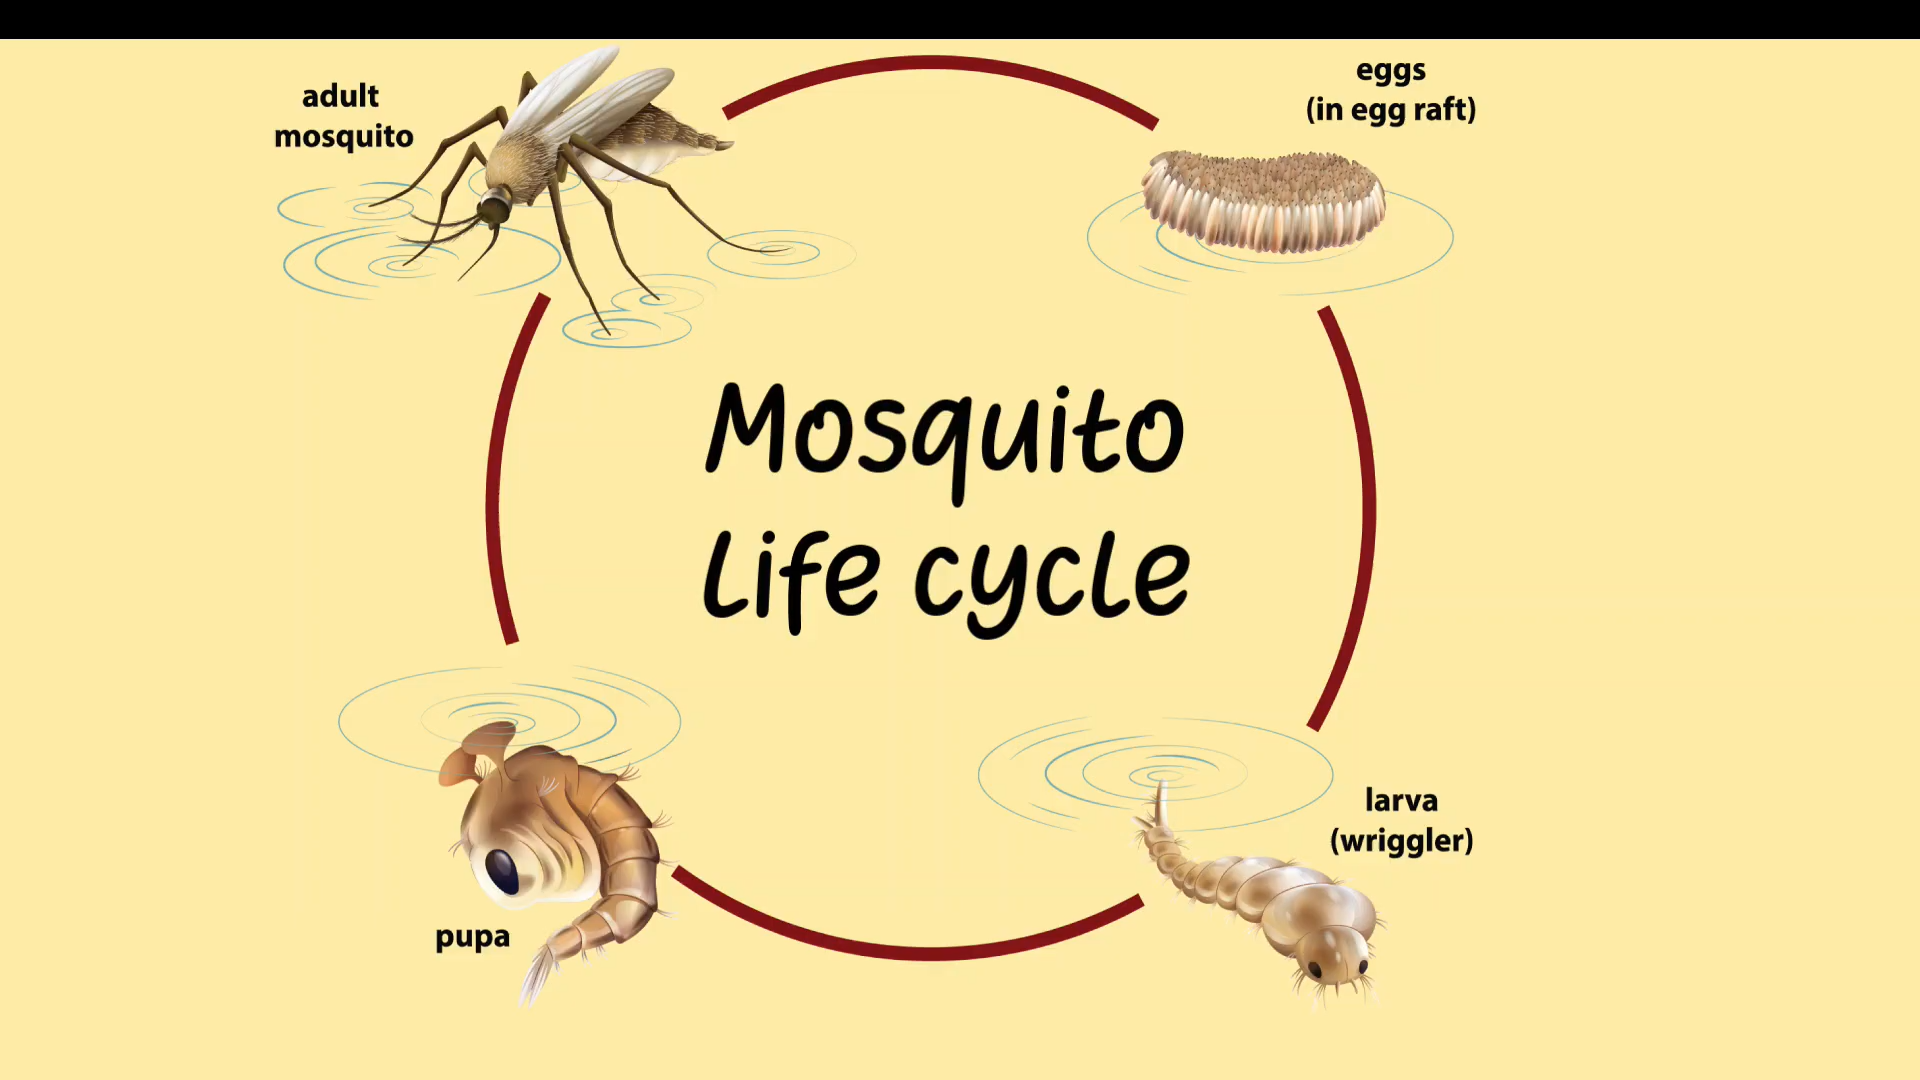 adult
mosquito
eggs
(in egg raft)
Mosquito
Life cycle
larva
(wriggler)
pupa